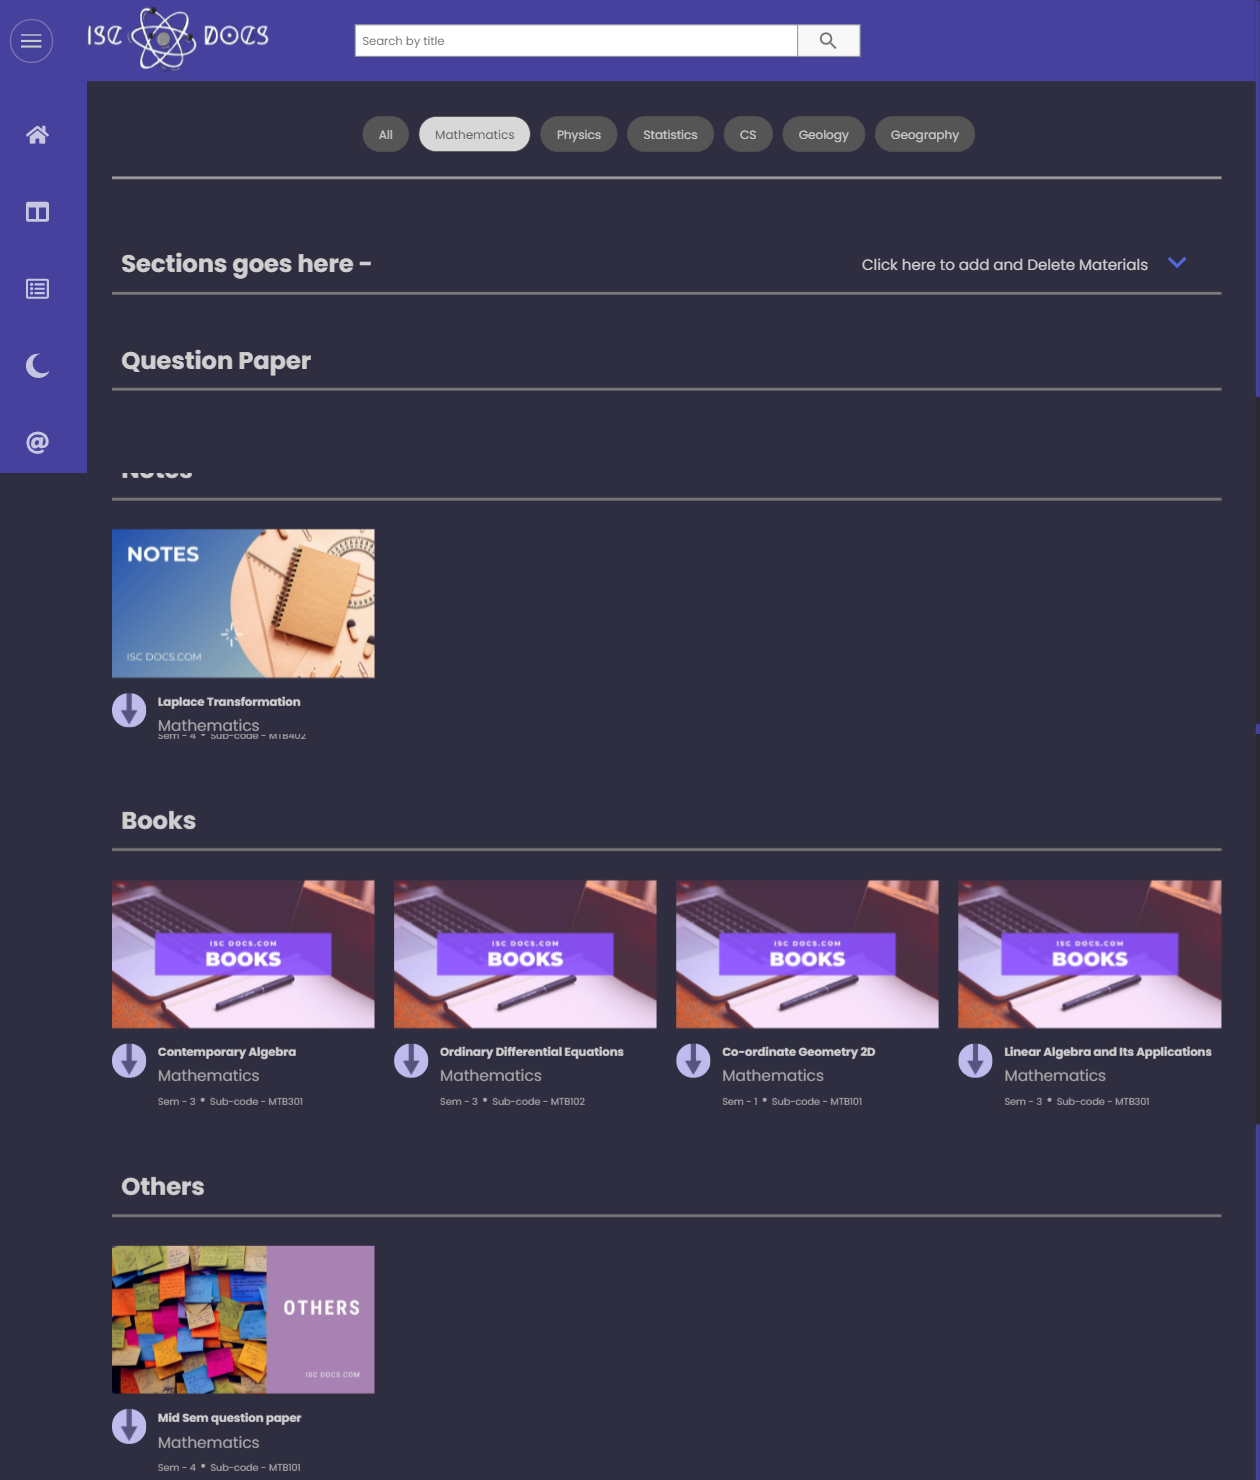 ISC DOCS
Search by title
All Mathematics Physics Statistics CS Geology Geography
Sections goes here -
Click here to add and Delete Materials
Question Paper
Notes
NOTES
ISC DOCS.COM
Laplace Transformation
Mathematics
Sem - 4 • Sub-code - MTB402
Books
ISC DOCS.COM
BOOKS
Contemporary Algebra
Mathematics
Sem - 3 • Sub-code - MTB301
ISC DOCS.COM
BOOKS
Ordinary Differential Equations
Mathematics
Sem - 3 • Sub-code - MTB102
ISC DOCS.COM
BOOKS
Co-ordinate Geometry 2D
Mathematics
Sem - 1 • Sub-code - MTB101
ISC DOCS.COM
BOOKS
Linear Algebra and Its Applications
Mathematics
Sem - 3 • Sub-code - MTB301
Others
OTHERS
ISC DOCS.COM
Mid Sem question paper
Mathematics
Sem - 4 • Sub-code - MTB101